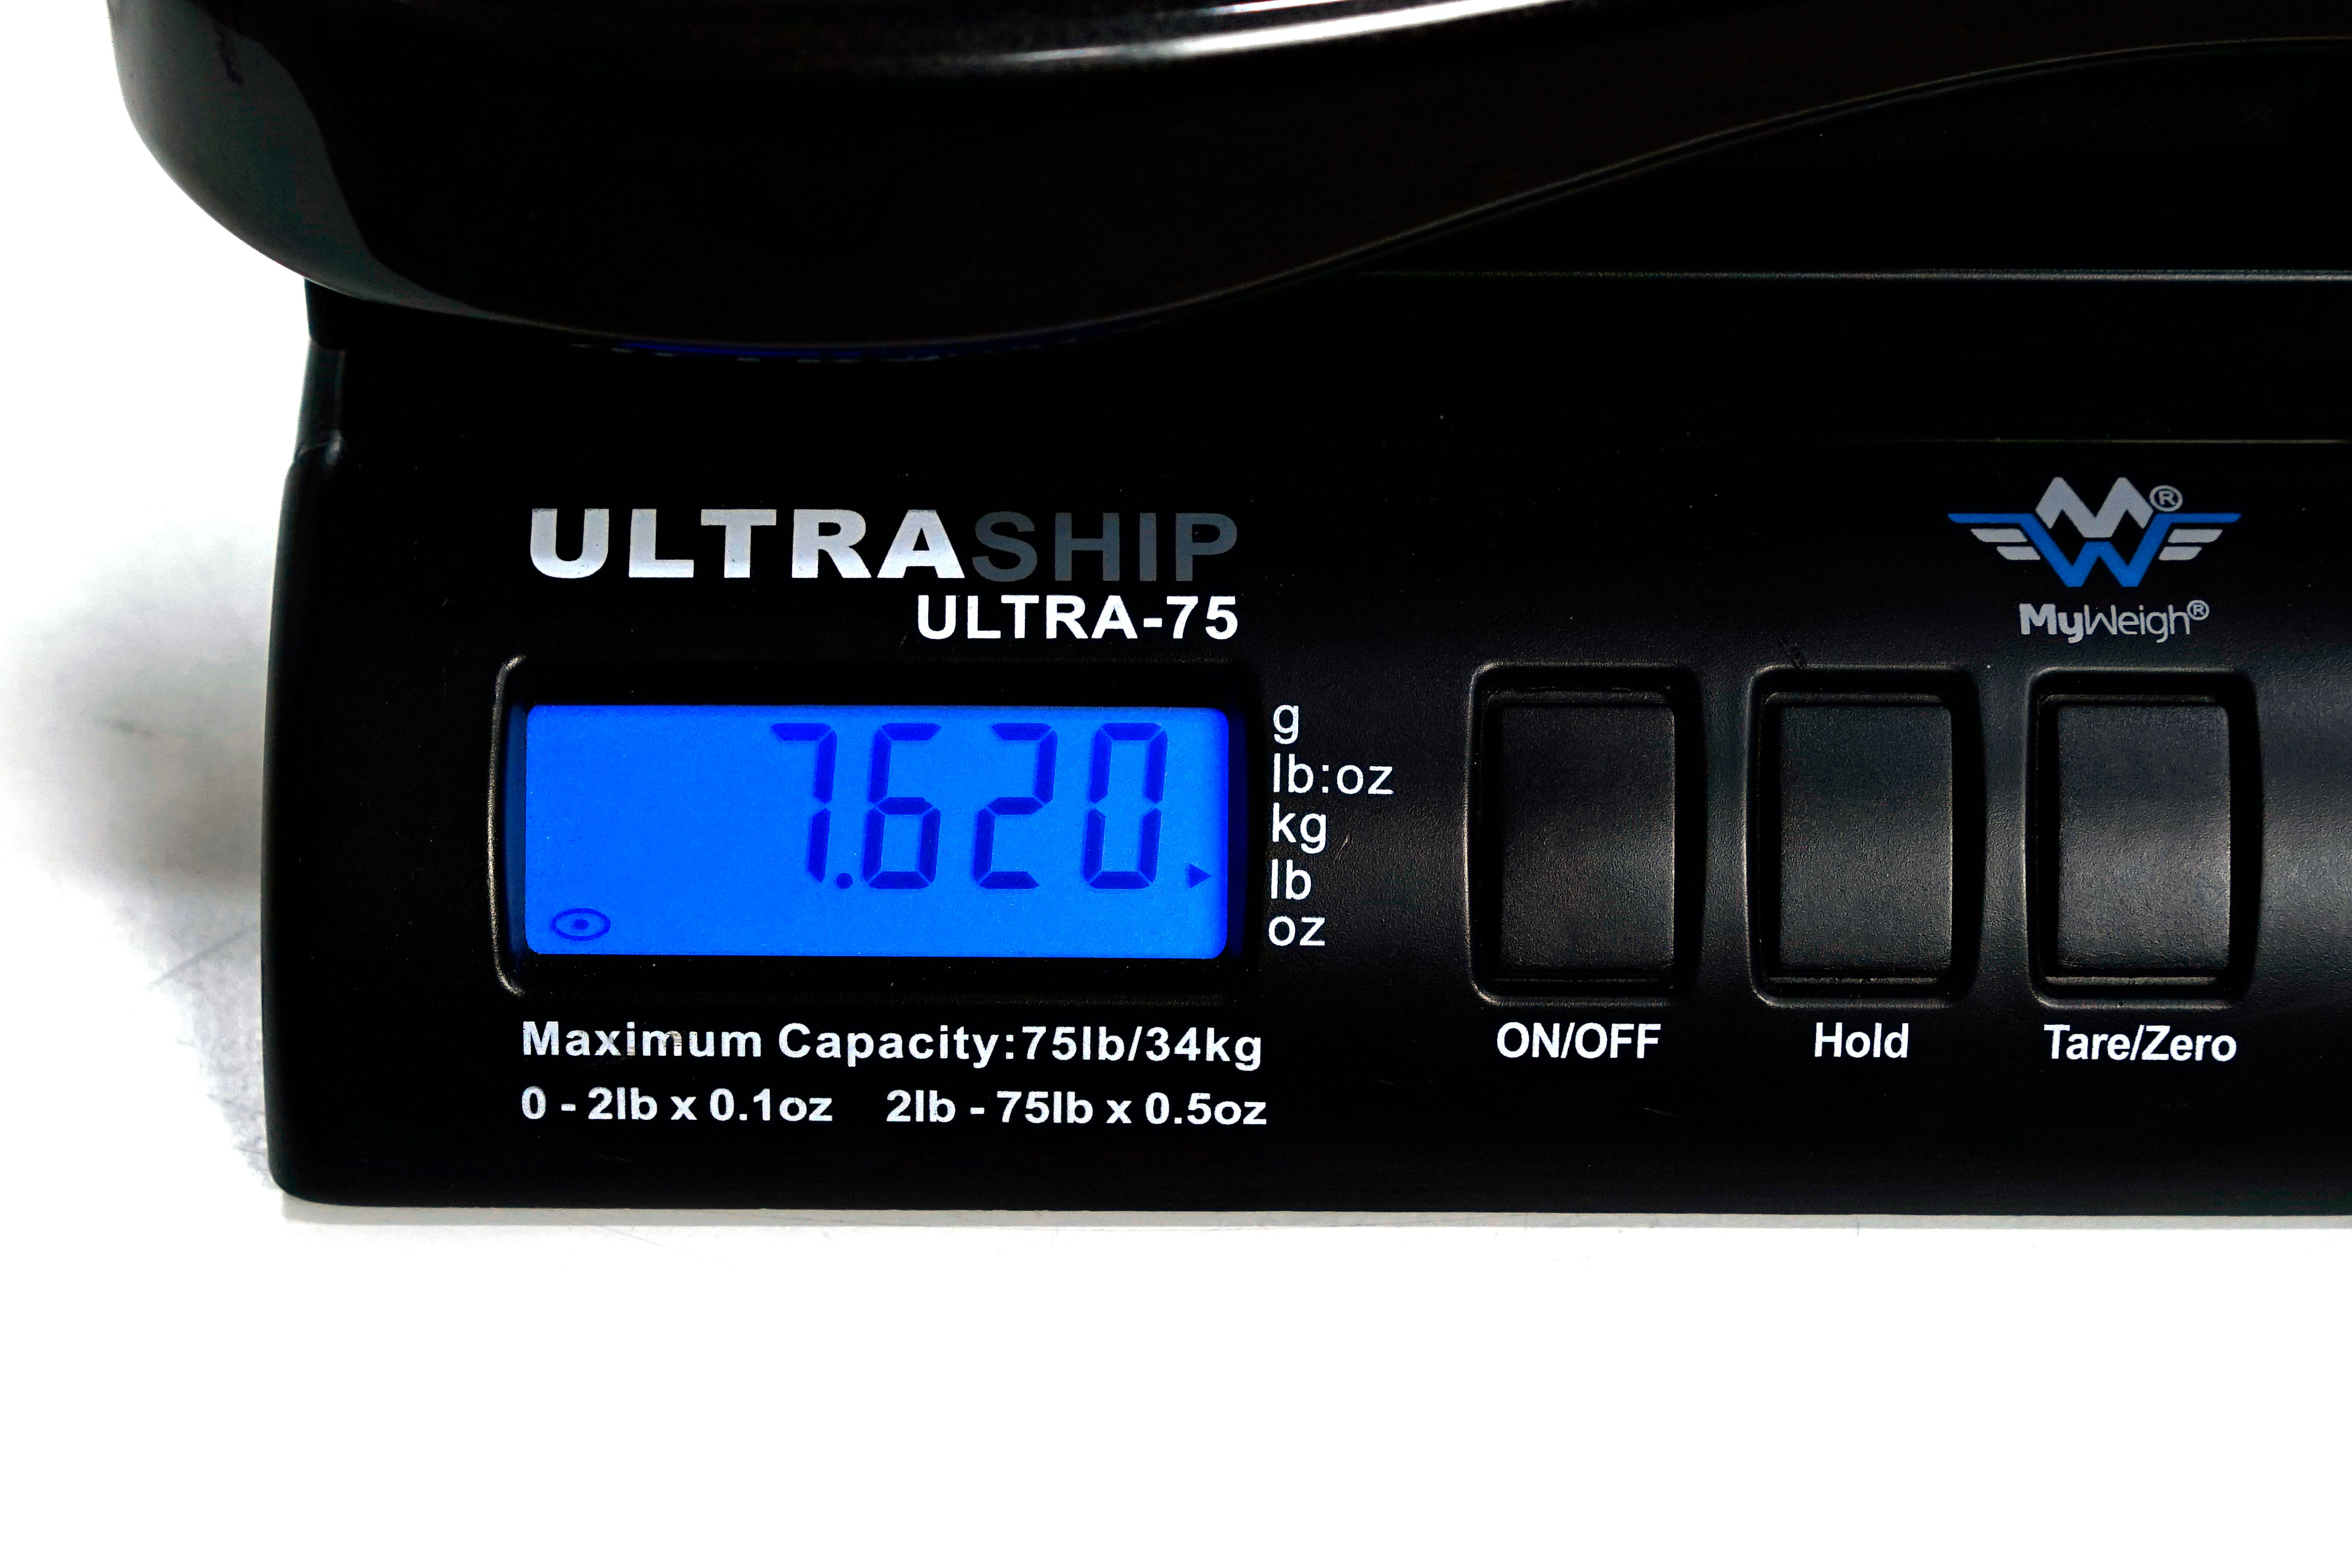 ULTRASHIP
ULTRA-75
MW®
MyWeigh®
7.620
g
lb:oz
kg
lb
oz
Maximum Capacity:75lb/34kg
0 - 2lb x 0.1oz 2lb - 75lb x 0.5oz
ON/OFF
Hold
Tare/Zero